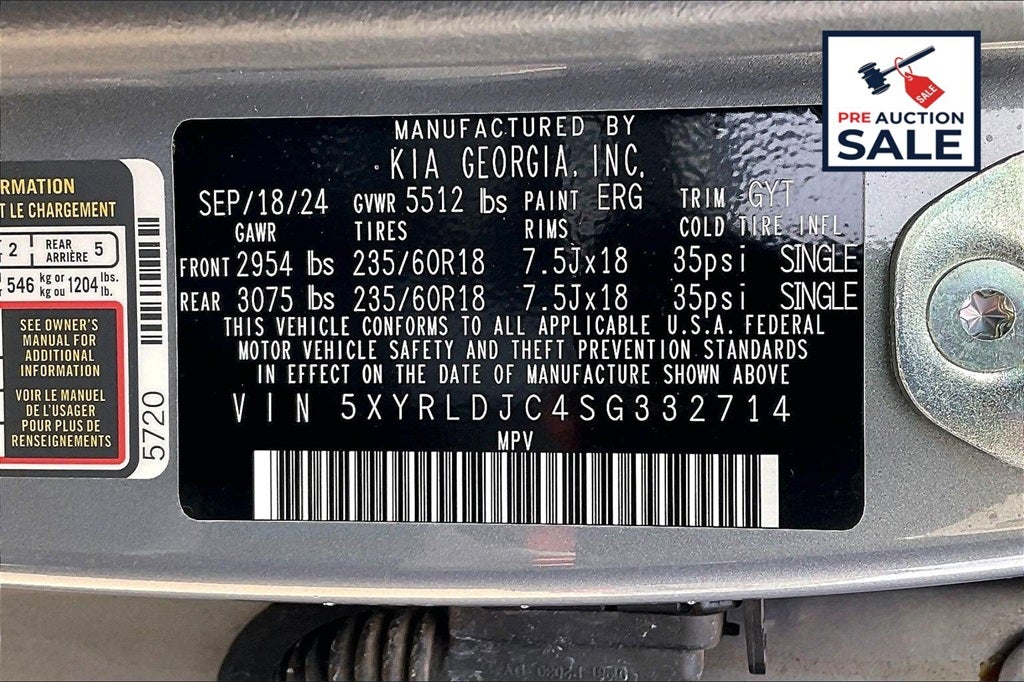 SALE
PRE AUCTION
SALE
MANUFACTURED BY
KIA GEORGIA, INC.
SEP/18/24 GVWR 5512 lbs PAINT ERG TRIM GYT
GAWR TIRES RIMS COLD TIRE INFL
FRONT 2954 lbs 235/60R18 7.5Jx18 35psi SINGLE
REAR 3075 lbs 235/60R18 7.5Jx18 35psi SINGLE
THIS VEHICLE CONFORMS TO ALL APPLICABLE U.S.A. FEDERAL
MOTOR VEHICLE SAFETY AND THEFT PREVENTION STANDARDS
IN EFFECT ON THE DATE OF MANUFACTURE SHOWN ABOVE
VIN 5XYRLDJC4SG332714
MPV
RMATION
T LE CHARGEMENT
2 REAR
ARRIÈRE 5
546 kg or
kg ou 1204 lbs.
lb.
SEE OWNER'S
MANUAL FOR
ADDITIONAL
INFORMATION
VOIR LE MANUEL
DE L'USAGER
POUR PLUS DE
RENSEIGNEMENTS
5720